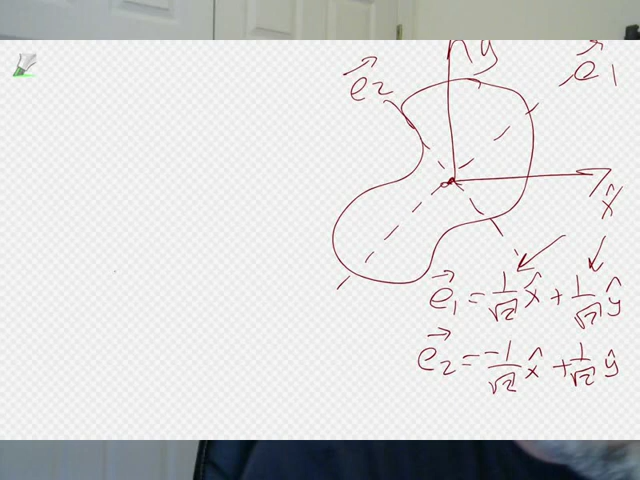 ŷ
e⃗₁
e⃗₂
x̂
e⃗₁ = 1/√2 x̂ + 1/√2 ŷ
e⃗₂ = -1/√2 x̂ + 1/√2 ŷ